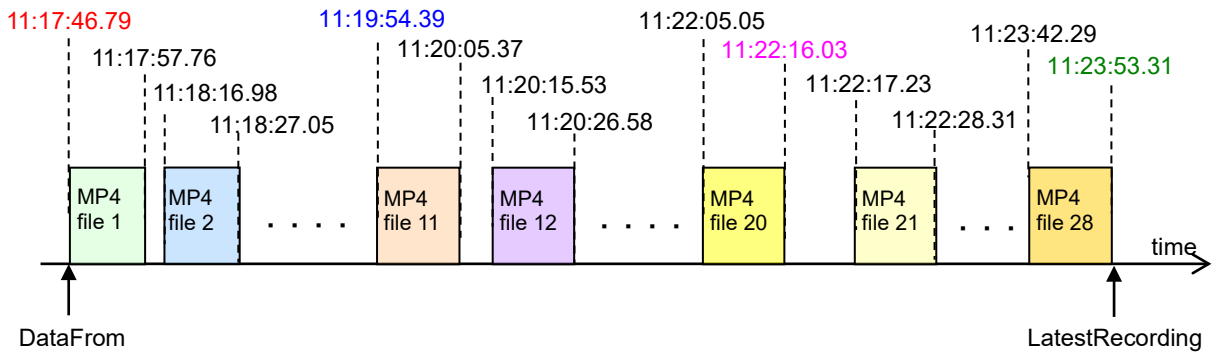 11:17:46.79
11:19:54.39
11:22:05.05
11:23:42.29
11:17:57.76
11:20:05.37
11:22:16.03
11:23:53.31
11:18:16.98
11:20:15.53
11:22:17.23
11:18:27.05
11:20:26.58
11:22:28.31
MP4
file 1
MP4
file 2
. . . .
MP4
file 11
MP4
file 12
. . . .
MP4
file 20
MP4
file 21
. . .
MP4
file 28
time
DataFrom
LatestRecording